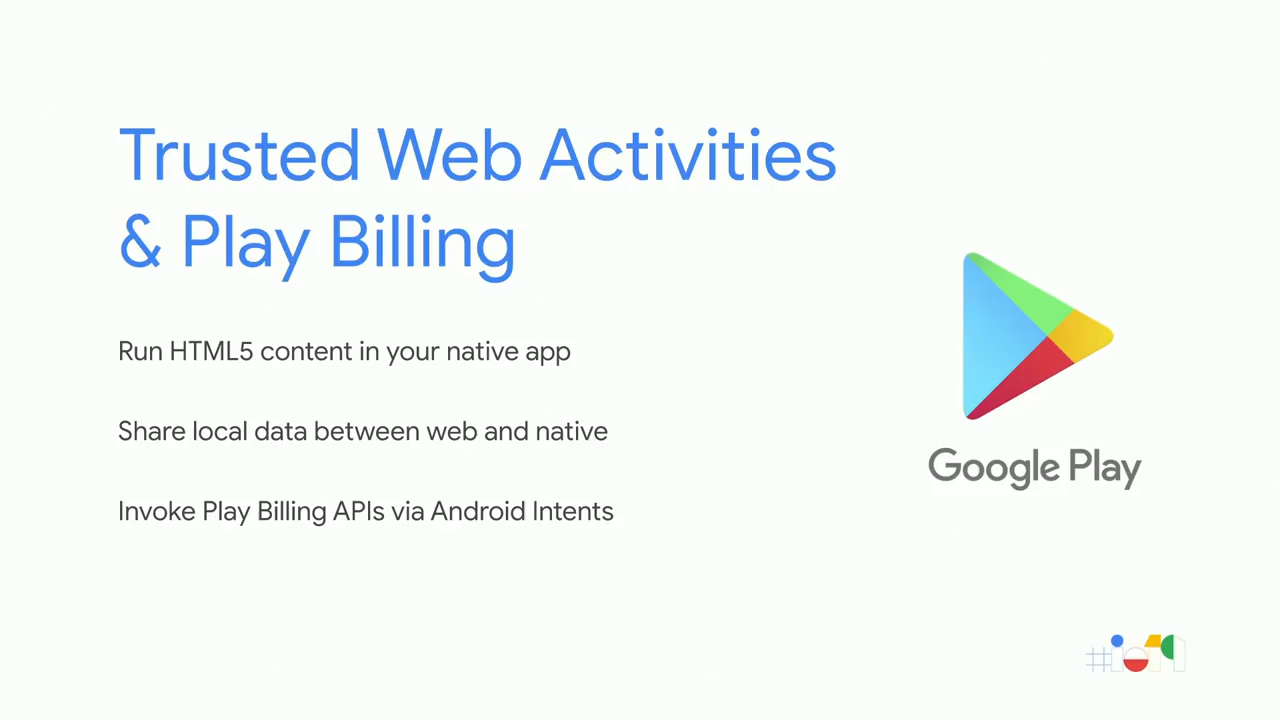 Trusted Web Activities
& Play Billing
Run HTML5 content in your native app
Share local data between web and native
Invoke Play Billing APIs via Android Intents
Google Play
#io19